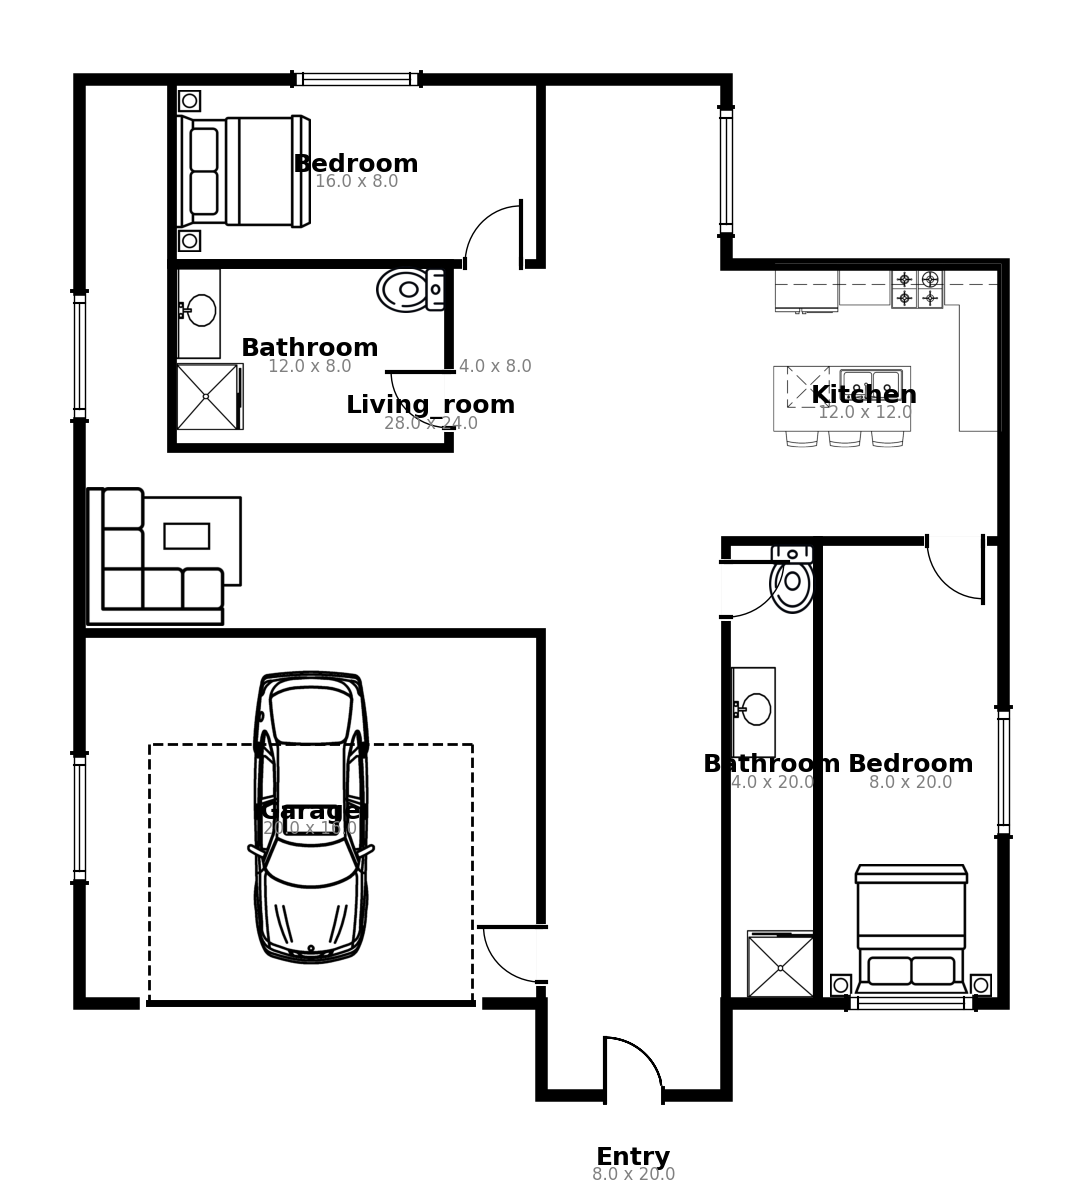 Bedroom
16.0 x 8.0
Bathroom
12.0 x 8.0
4.0 x 8.0
Living_room
28.0 x 24.0
Kitchen
12.0 x 12.0
Bathroom
4.0 x 20.0
Bedroom
8.0 x 20.0
Garage
20.0 x 16.0
Entry
8.0 x 20.0